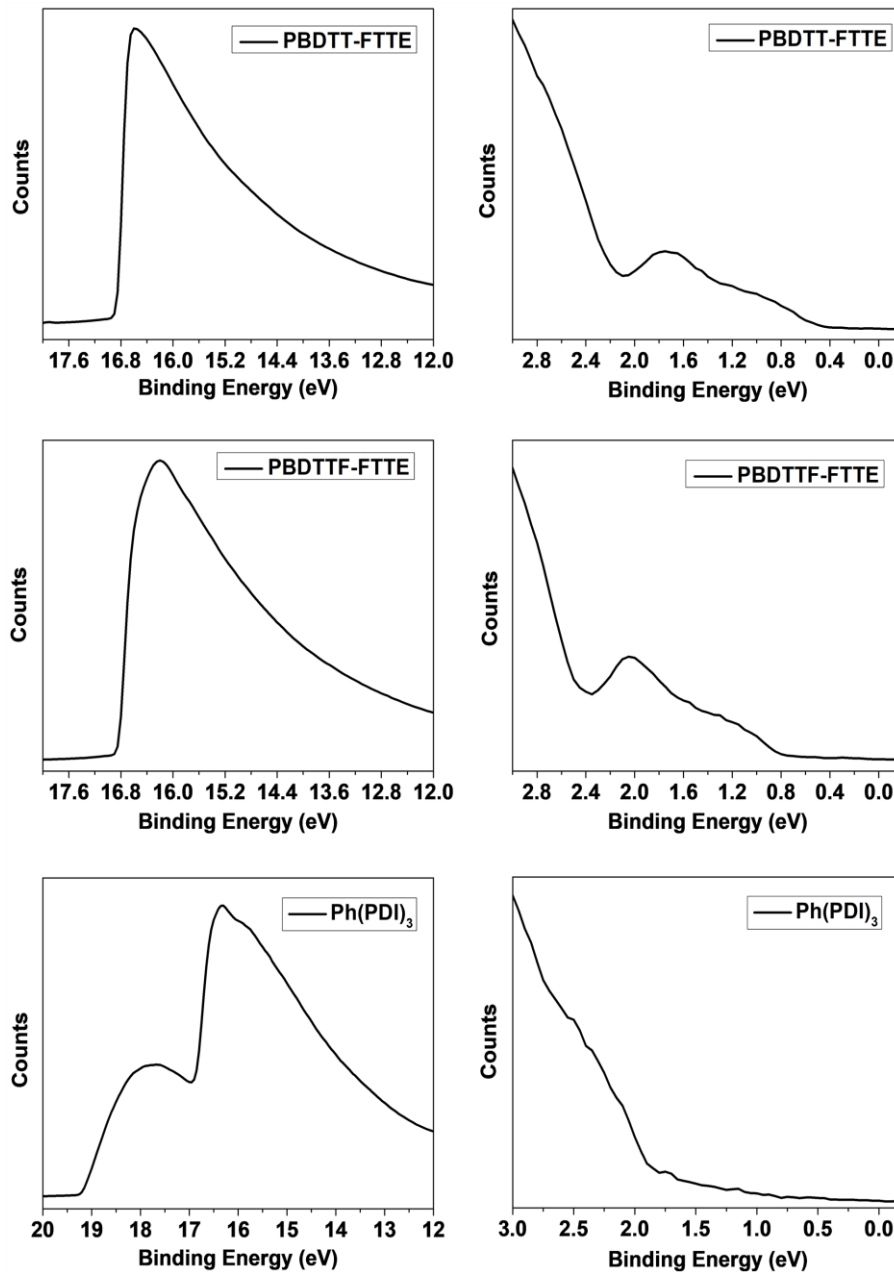 PBDTT-FTTE
Counts
17.6 16.8 16.0 15.2 14.4 13.6 12.8 12.0
Binding Energy (eV)
PBDTT-FTTE
Counts
2.8 2.4 2.0 1.6 1.2 0.8 0.4 0.0
Binding Energy (eV)
PBDTTF-FTTE
Counts
17.6 16.8 16.0 15.2 14.4 13.6 12.8 12.0
Binding Energy (eV)
PBDTTF-FTTE
Counts
2.8 2.4 2.0 1.6 1.2 0.8 0.4 0.0
Binding Energy (eV)
Ph(PDI)₃
Counts
20 19 18 17 16 15 14 13 12
Binding Energy (eV)
Ph(PDI)₃
Counts
3.0 2.5 2.0 1.5 1.0 0.5 0.0
Binding Energy (eV)